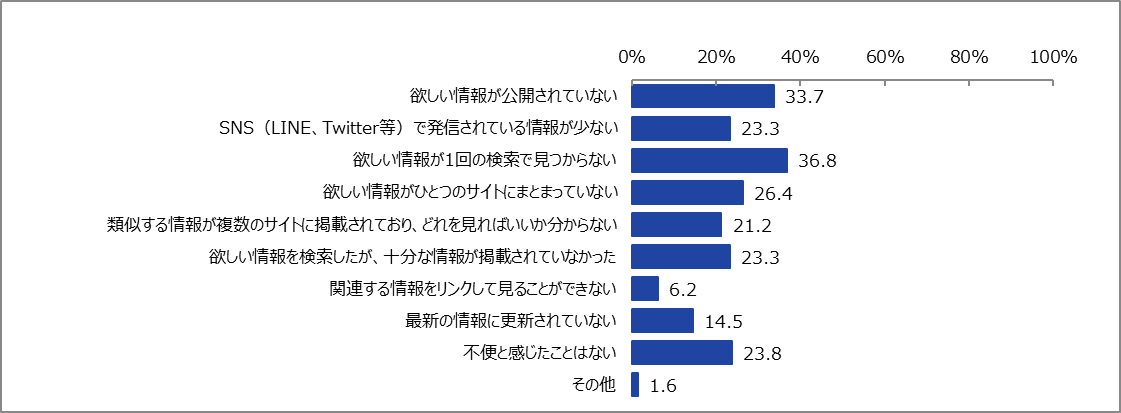 0% 20% 40% 60% 80% 100%
欲しい情報が公開されていない 33.7
SNS（LINE、Twitter等）で発信されている情報が少ない 23.3
欲しい情報が1回の検索で見つからない 36.8
欲しい情報がひとつのサイトにまとまっていない 26.4
類似する情報が複数のサイトに掲載されており、どれを見ればいいか分からない 21.2
欲しい情報を検索したが、十分な情報が掲載されていなかった 23.3
関連する情報をリンクして見ることができない 6.2
最新の情報に更新されていない 14.5
不便と感じたことはない 23.8
その他 1.6